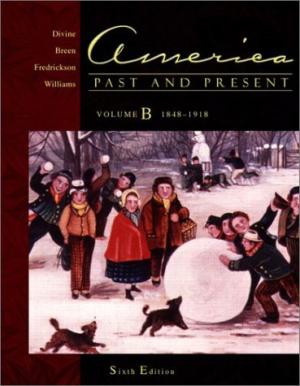 Divine
Breen
Fredrickson
Williams
America
PAST AND PRESENT
VOLUME B 1848–1918
Sixth Edition